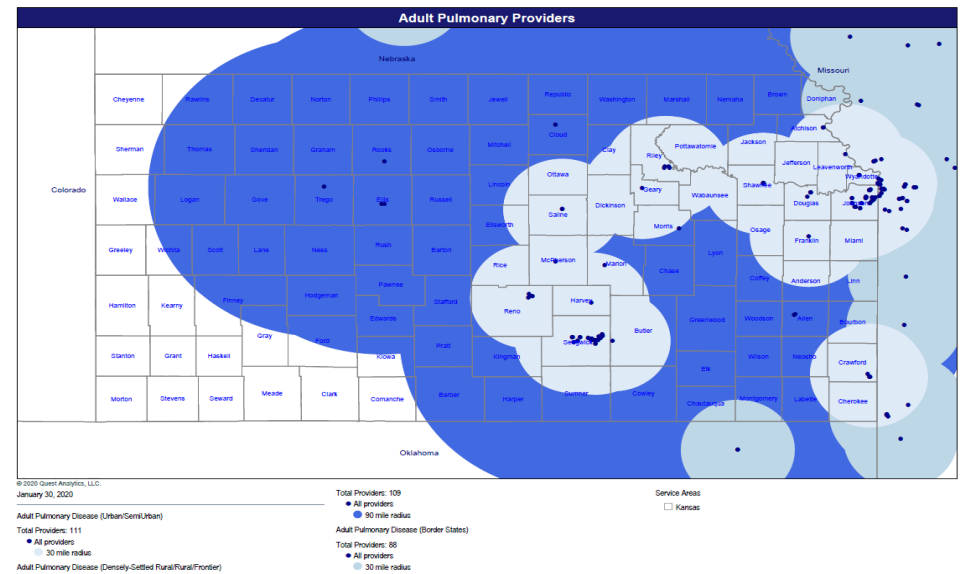 Adult Pulmonary Providers
Nebraska
Missouri
Colorado
Oklahoma
Cheyenne Rawlins Decatur Norton Phillips Smith Jewell Republic Washington Marshall Nemaha Brown Doniphan
Atchison
Sherman Thomas Sheridan Graham Rooks Osborne Mitchell Cloud Clay Riley Pottawatomie Jackson Jefferson Leavenworth
Wyandotte
Wallace Logan Gove Trego Ellis Russell Lincoln Ottawa Saline Dickinson Geary Wabaunsee Shawnee Douglas Johnson
Ellsworth Morris Osage
Greeley Wichita Scott Lane Ness Rush Barton Rice McPherson Marion Chase Lyon Franklin Miami
Hamilton Kearny Finney Hodgeman Pawnee Stafford Reno Harvey Coffey Anderson Linn
Edwards Butler Greenwood Woodson Allen Bourbon
Gray Ford
Stanton Grant Haskell Kiowa Pratt Kingman Sedgwick Elk Wilson Neosho Crawford
Morton Stevens Seward Meade Clark Comanche Barber Harper Sumner Cowley Chautauqua Montgomery Labette Cherokee
© 2020 Quest Analytics, LLC.
January 30, 2020
Adult Pulmonary Disease (Urban/SemiUrban)
Total Providers: 111
All providers
30 mile radius
Adult Pulmonary Disease (Densely-Settled Rural/Rural/Frontier)
Total Providers: 109
All providers
90 mile radius
Adult Pulmonary Disease (Border States)
Total Providers: 88
All providers
30 mile radius
Service Areas
Kansas